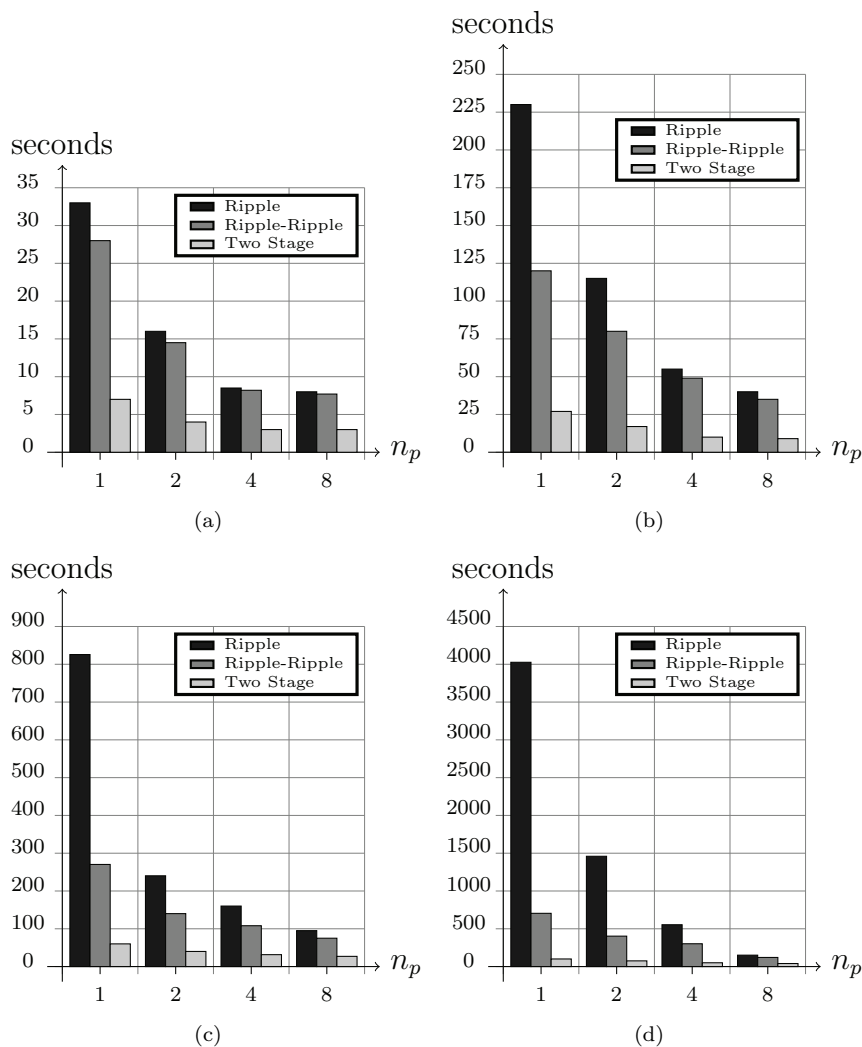 seconds
35
30
25
20
15
10
5
0
Ripple
Ripple-Ripple
Two Stage
1 2 4 8
n_p
(a)
seconds
250
225
200
175
150
125
100
75
50
25
0
Ripple
Ripple-Ripple
Two Stage
1 2 4 8
n_p
(b)
seconds
900
800
700
600
500
400
300
200
100
0
Ripple
Ripple-Ripple
Two Stage
1 2 4 8
n_p
(c)
seconds
4500
4000
3500
3000
2500
2000
1500
1000
500
0
Ripple
Ripple-Ripple
Two Stage
1 2 4 8
n_p
(d)